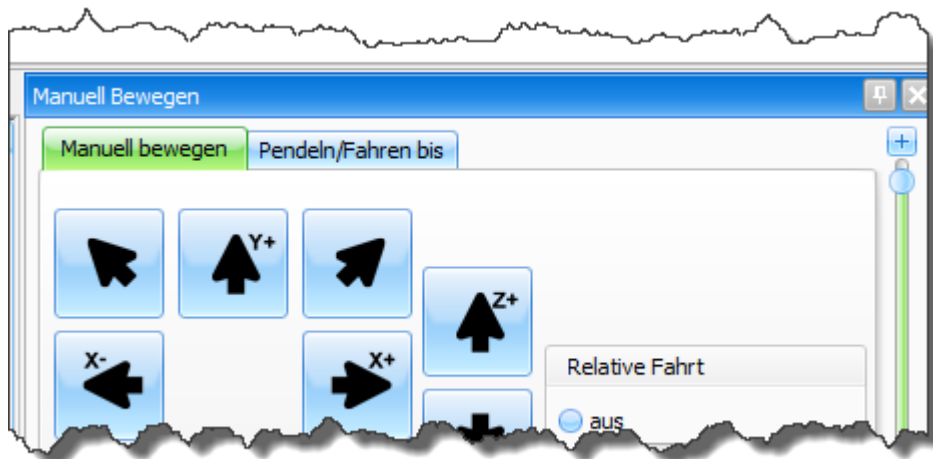 Manuell Bewegen
Manuell bewegen
Pendeln/Fahren bis
Y+
Z+
X-
X+
Relative Fahrt
aus